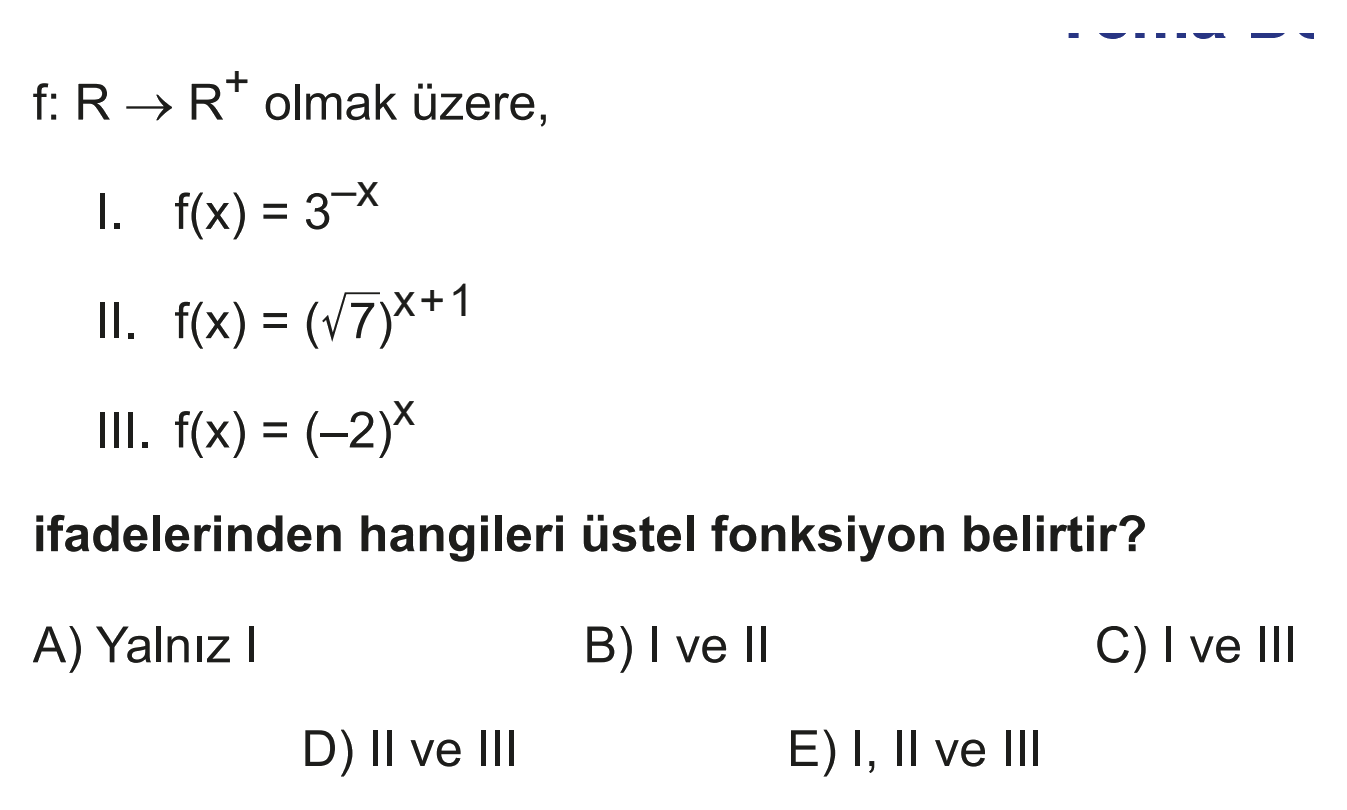 f: R → R⁺ olmak üzere,
I. f(x) = 3⁻ˣ
II. f(x) = (√7)ˣ⁺¹
III. f(x) = (–2)ˣ
ifadelerinden hangileri üstel fonksiyon belirtir?
A) Yalnız I B) I ve II C) I ve III
D) II ve III E) I, II ve III